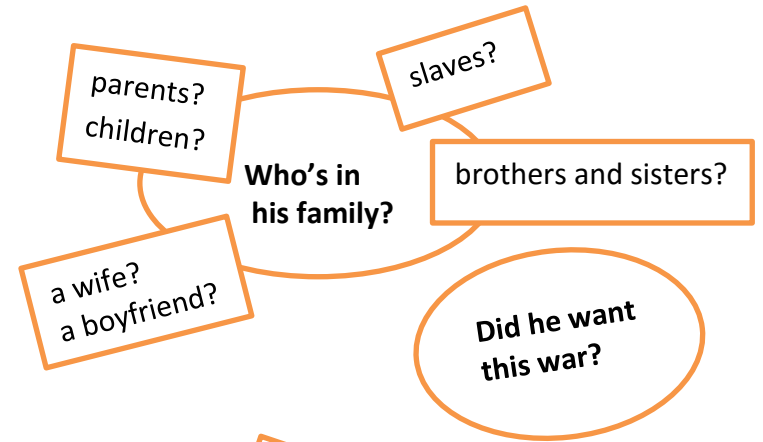 parents?
children?
slaves?
Who's in
his family?
brothers and sisters?
a wife?
a boyfriend?
Did he want
this war?